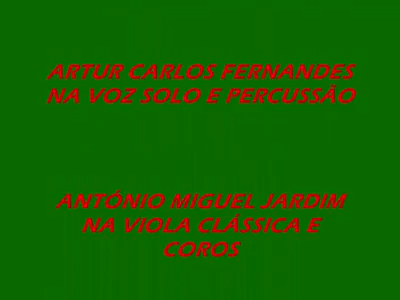 ARTUR CARLOS FERNANDES
NA VOZ SOLO E PERCUSSÃO
ANTÓNIO MIGUEL JARDIM
NA VIOLA CLÁSSICA E
COROS